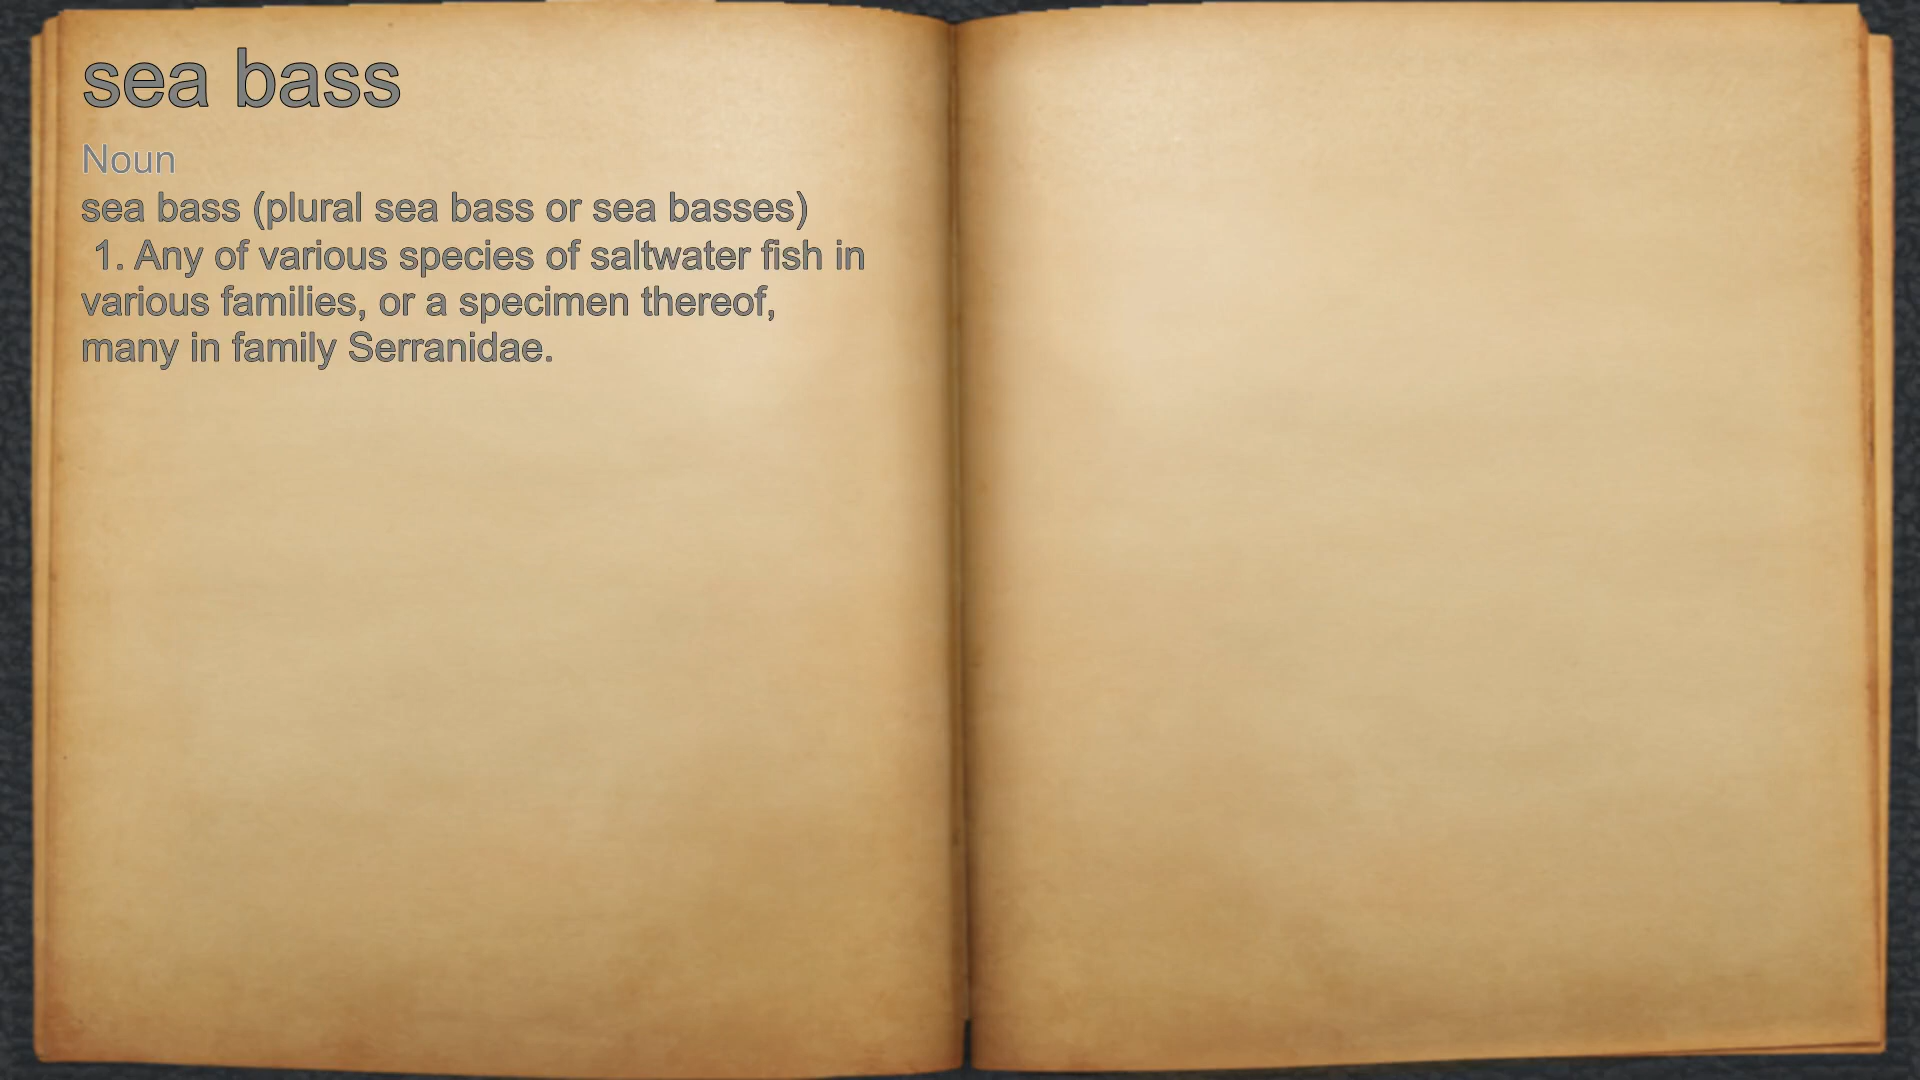 sea bass
Noun
sea bass (plural sea bass or sea basses)
1. Any of various species of saltwater fish in
various families, or a specimen thereof,
many in family Serranidae.